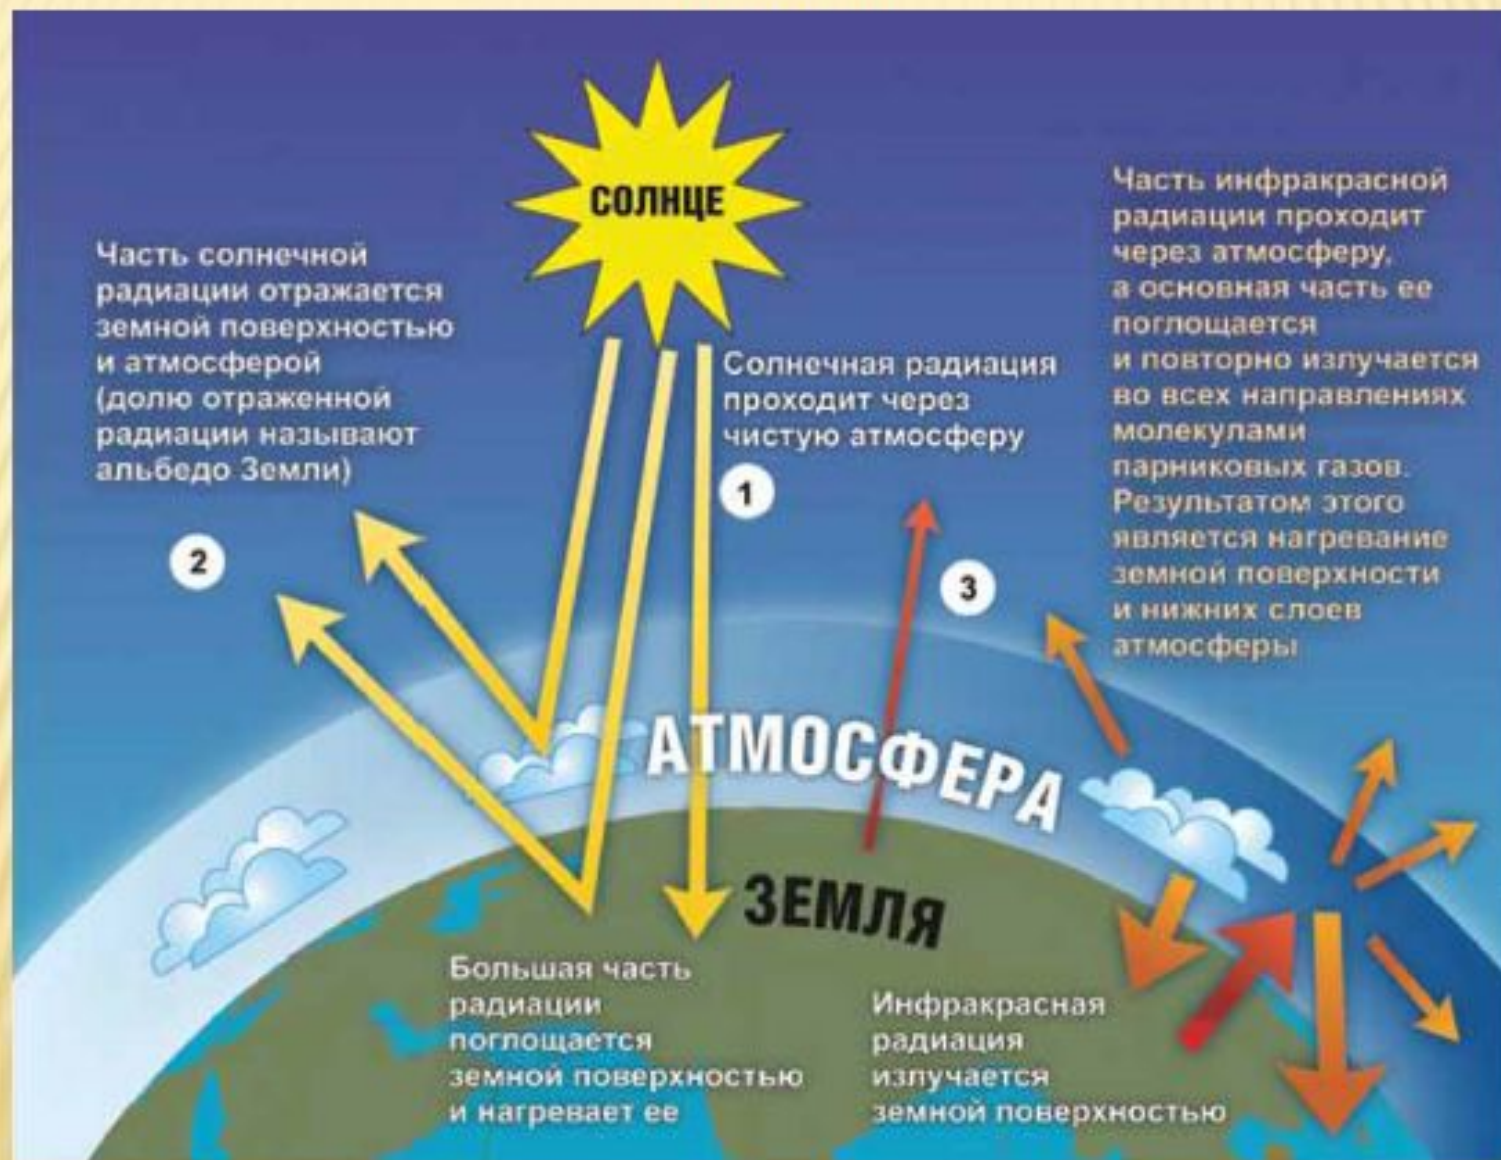 СОЛНЦЕ
Часть солнечной
радиации отражается
земной поверхностью
и атмосферой
(долю отраженной
радиации называют
альбедо Земли)
2
Солнечная радиация
проходит через
чистую атмосферу
1
3
Часть инфракрасной
радиации проходит
через атмосферу,
а основная часть ее
поглощается
и повторно излучается
во всех направлениях
молекулами
парниковых газов.
Результатом этого
является нагревание
земной поверхности
и нижних слоев
атмосферы
АТМОСФЕРА
ЗЕМЛЯ
Большая часть
радиации
поглощается
земной поверхностью
и нагревает ее
Инфракрасная
радиация
излучается
земной поверхностью